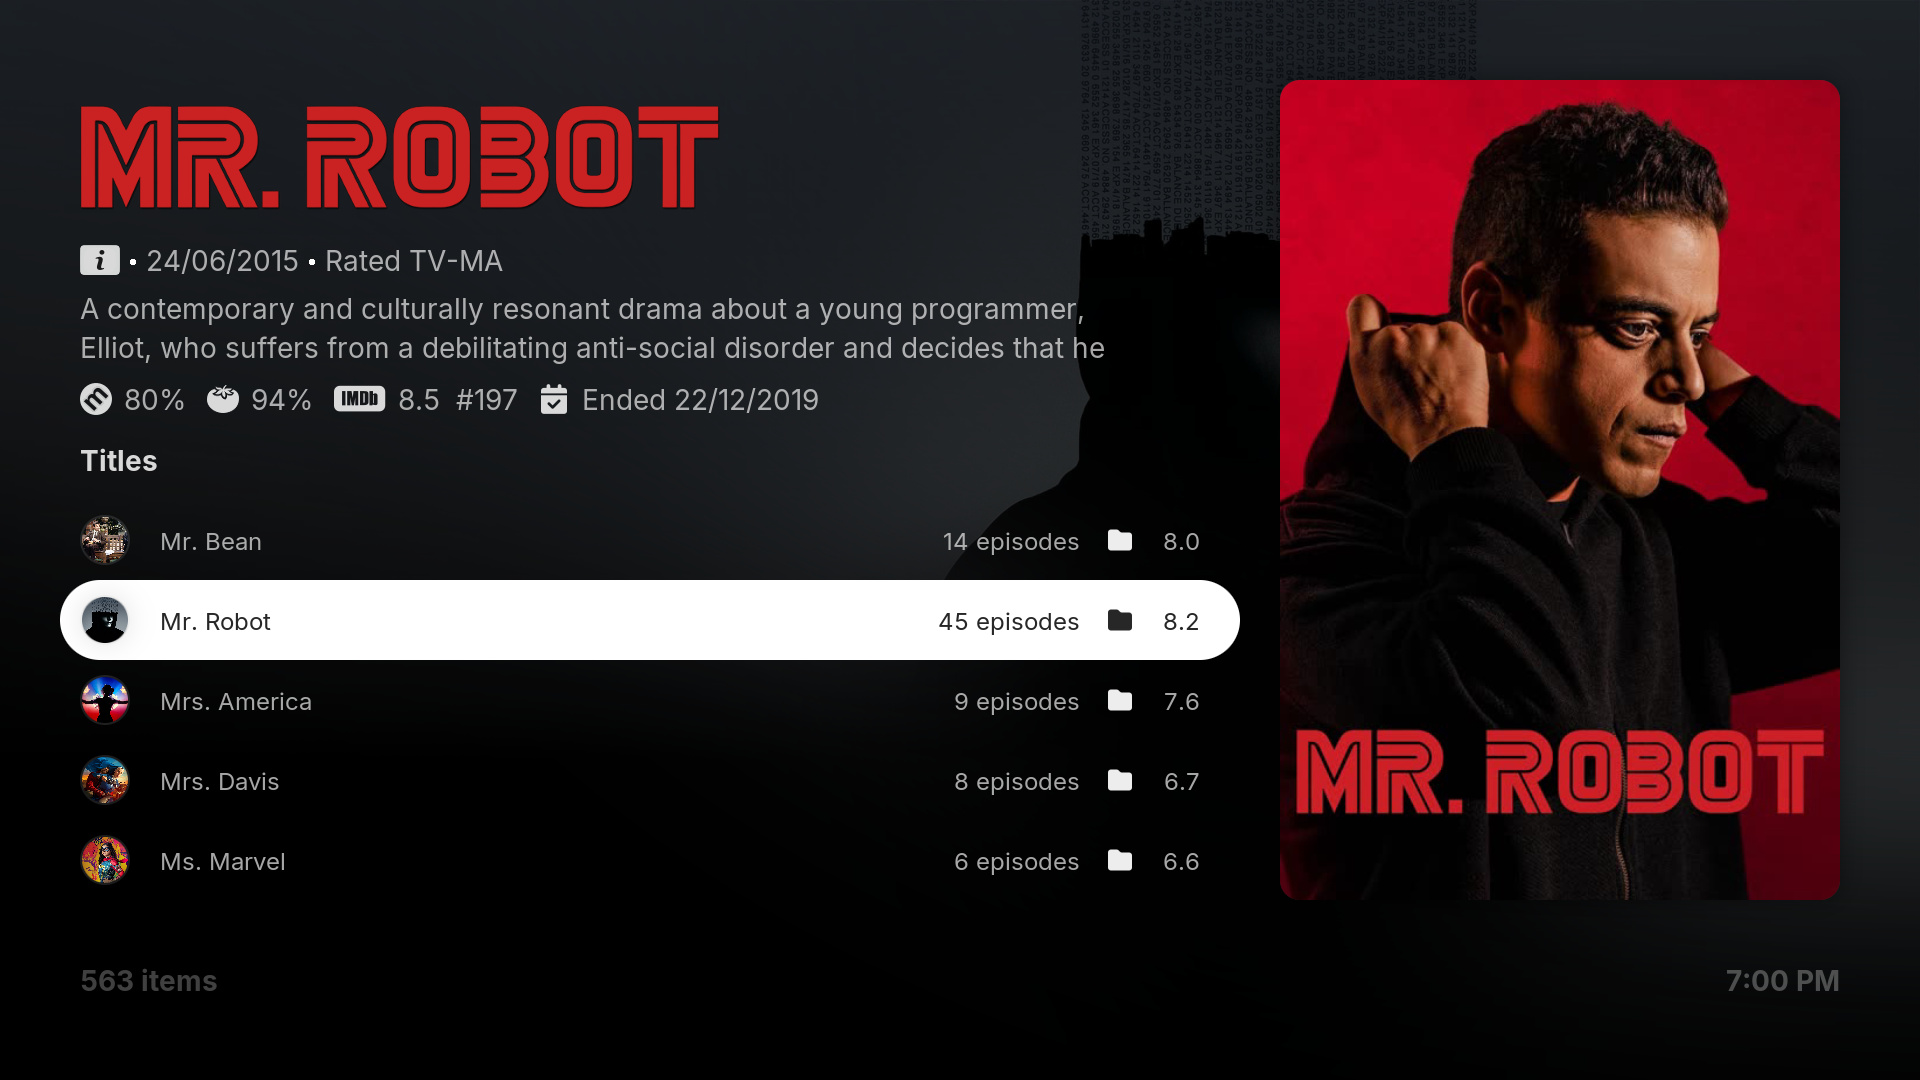 MR. ROBOT
i • 24/06/2015 • Rated TV-MA
A contemporary and culturally resonant drama about a young programmer,
Elliot, who suffers from a debilitating anti-social disorder and decides that he
m 80% 94% IMDb 8.5 #197 Ended 22/12/2019
Titles
Mr. Bean 14 episodes 8.0
Mr. Robot 45 episodes 8.2
Mrs. America 9 episodes 7.6
Mrs. Davis 8 episodes 6.7
Ms. Marvel 6 episodes 6.6
MR. ROBOT
563 items
7:00 PM